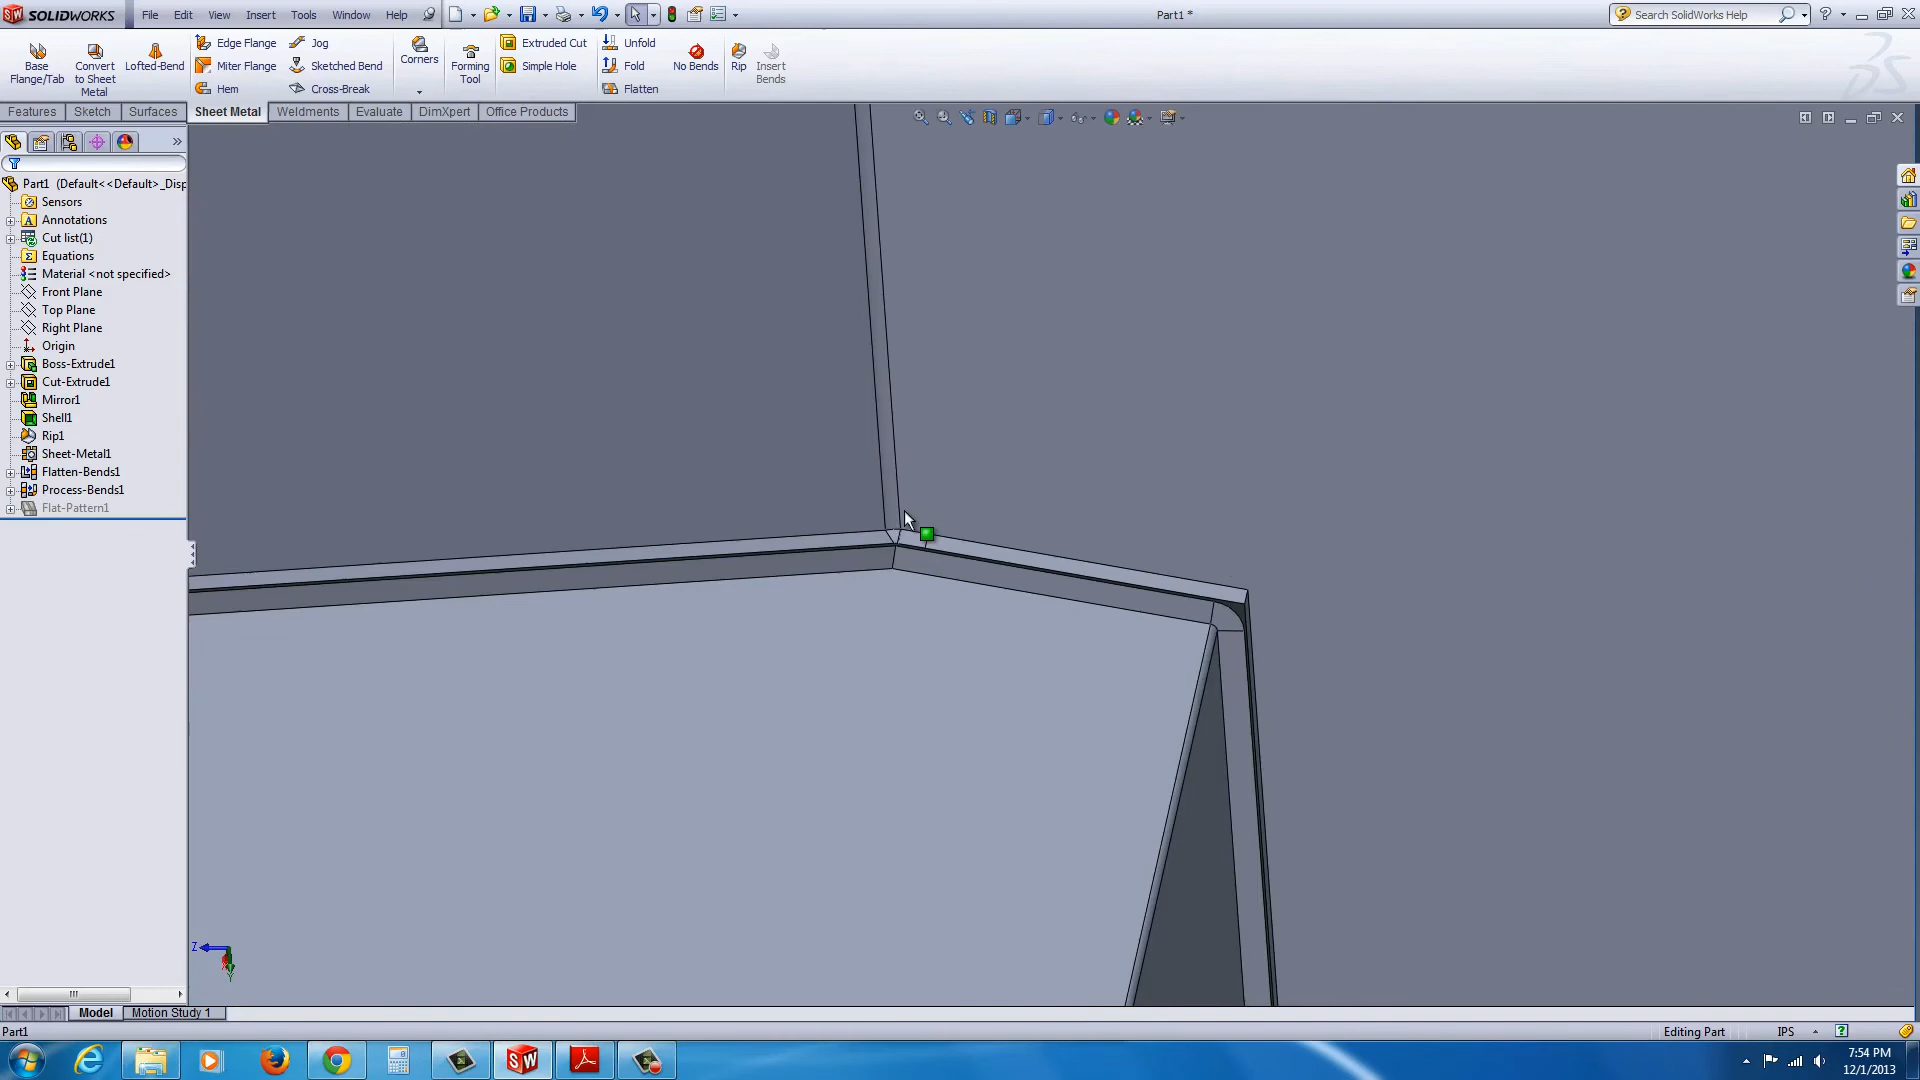 SOLIDWORKS File Edit View Insert Tools Window Help Part1 * Search SolidWorks Help
Base Flange/Tab
Convert to Sheet Metal
Lofted-Bend
Edge Flange
Miter Flange
Hem
Jog
Sketched Bend
Cross-Break
Corners
Forming Tool
Extruded Cut
Simple Hole
Unfold
Fold
Flatten
No Bends
Rip
Insert Bends
Features Sketch Surfaces Sheet Metal Weldments Evaluate DimXpert Office Products
Part1 (Default<<Default>_Disp
Sensors
Annotations
Cut list(1)
Equations
Material <not specified>
Front Plane
Top Plane
Right Plane
Origin
Boss-Extrude1
Cut-Extrude1
Mirror1
Shell1
Rip1
Sheet-Metal1
Flatten-Bends1
Process-Bends1
Flat-Pattern1
Z
Y
Model Motion Study 1
Part1 Editing Part IPS
7:54 PM
12/1/2013